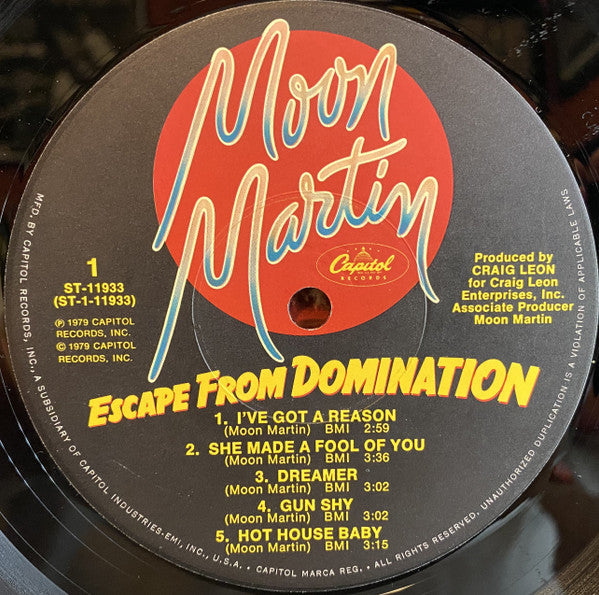 Moon
Martin
Capitol
RECORDS
1
ST-11933
(ST-1-11933)
℗ 1979 CAPITOL
RECORDS, INC.
© 1979 CAPITOL
RECORDS, INC.
Produced by
CRAIG LEON
for Craig Leon
Enterprises, Inc.
Associate Producer
Moon Martin
ESCAPE FROM DOMINATION
1. I'VE GOT A REASON
(Moon Martin) BMI 2:59
2. SHE MADE A FOOL OF YOU
(Moon Martin) BMI 3:36
3. DREAMER
(Moon Martin) BMI 3:02
4. GUN SHY
(Moon Martin) BMI 3:02
5. HOT HOUSE BABY
(Moon Martin) BMI 3:15
MFD. BY CAPITOL RECORDS, INC., A SUBSIDIARY OF CAPITOL INDUSTRIES-EMI, INC., U.S.A. • CAPITOL MARCA REG. • ALL RIGHTS RESERVED. UNAUTHORIZED DUPLICATION IS A VIOLATION OF APPLICABLE LAWS